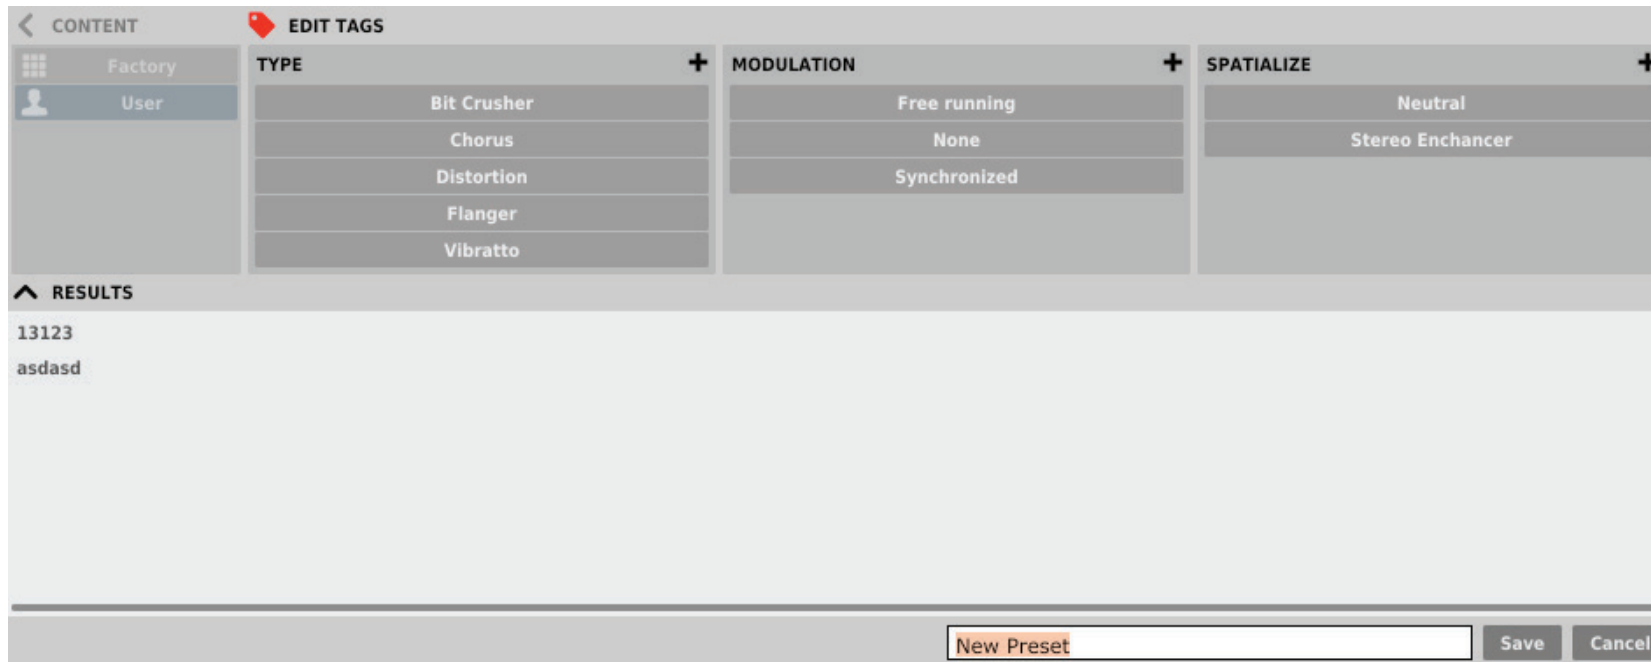 CONTENT
EDIT TAGS
Factory
User
TYPE
Bit Crusher
Chorus
Distortion
Flanger
Vibratto
MODULATION
Free running
None
Synchronized
SPATIALIZE
Neutral
Stereo Enchancer
RESULTS
13123
asdasd
New Preset
Save
Cancel